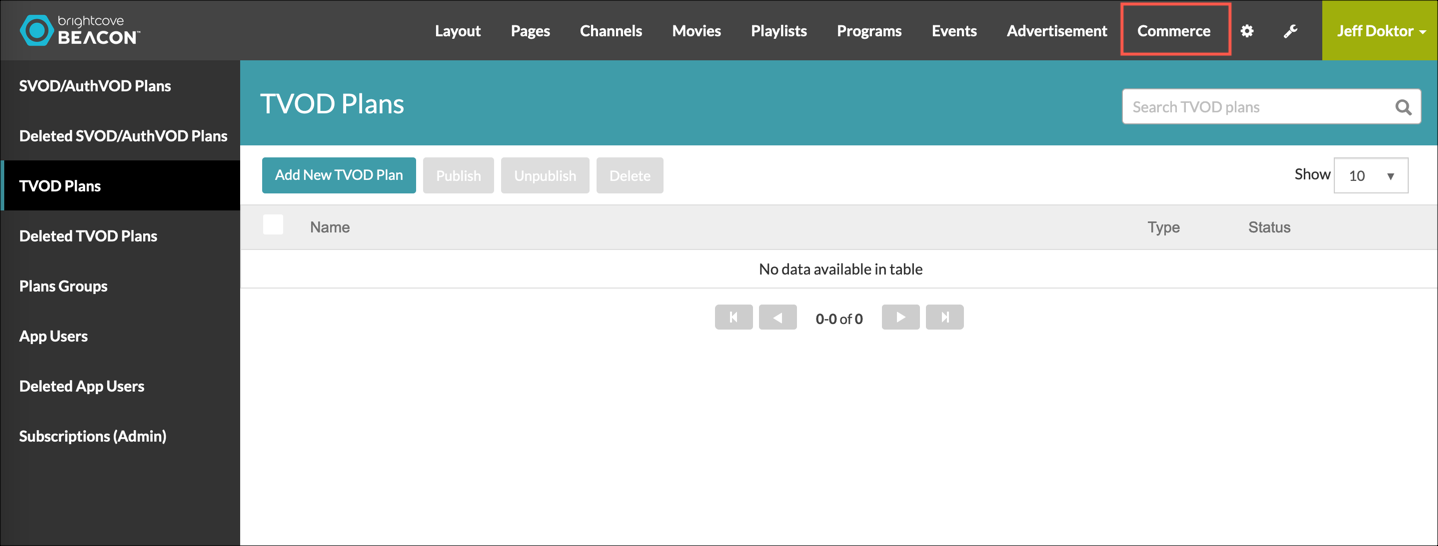 brightcove
BEACON™
Layout Pages Channels Movies Playlists Programs Events Advertisement Commerce Jeff Doktor
SVOD/AuthVOD Plans
Deleted SVOD/AuthVOD Plans
TVOD Plans
Deleted TVOD Plans
Plans Groups
App Users
Deleted App Users
Subscriptions (Admin)
TVOD Plans
Search TVOD plans
Add New TVOD Plan Publish Unpublish Delete Show 10
Name Type Status
No data available in table
0-0 of 0